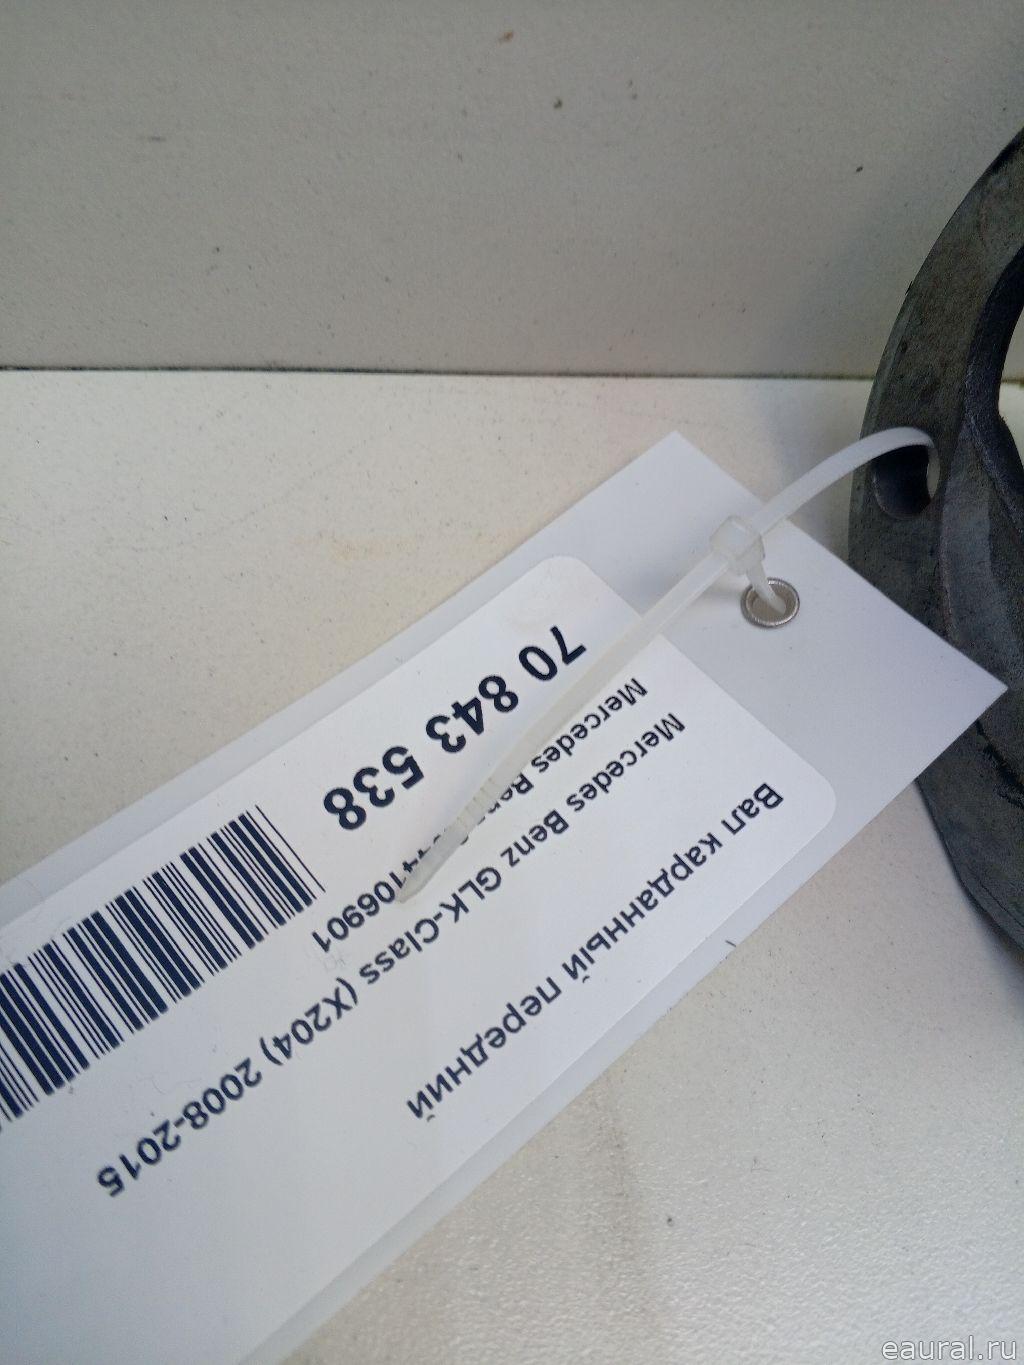 Вал карданный передний
Mercedes Benz GLK-Class (X204) 2008-2015
Mercedes
70 843 538
eaural.ru